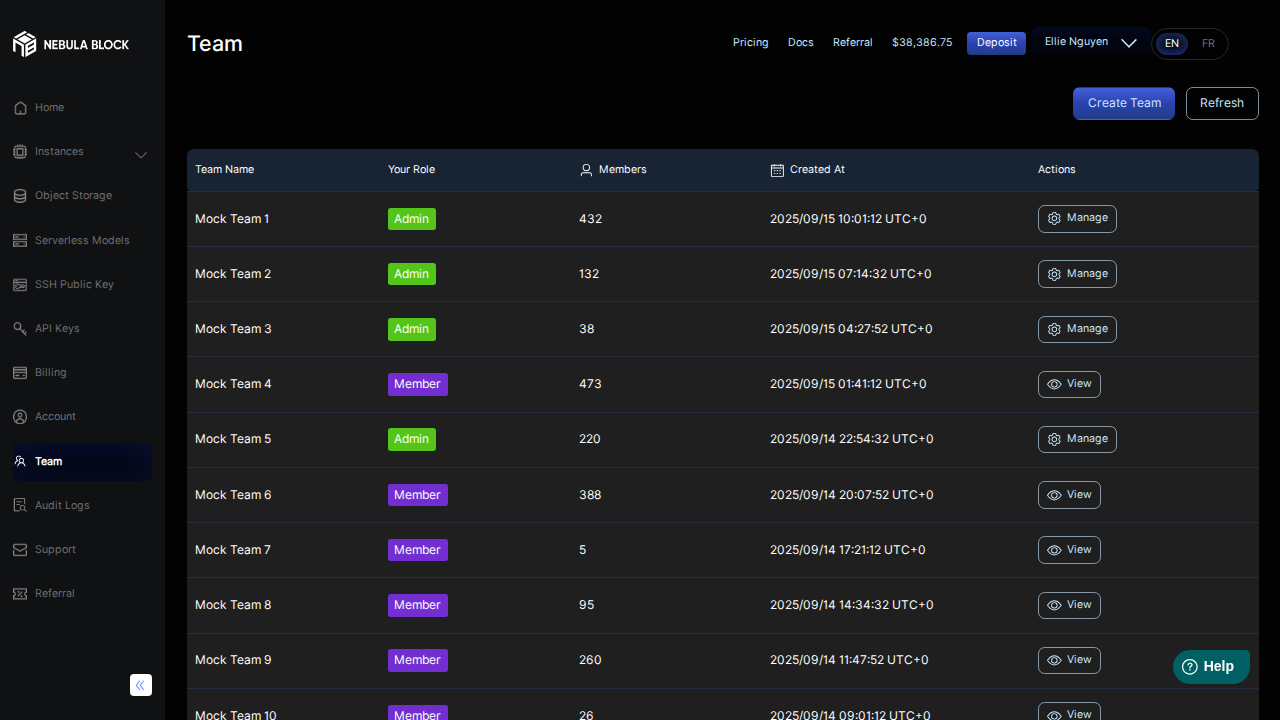 NEBULA BLOCK
Home
Instances
Object Storage
Serverless Models
SSH Public Key
API Keys
Billing
Account
Team
Audit Logs
Support
Referral
Team
Pricing Docs Referral $38,386.75 Deposit Ellie Nguyen EN FR
Create Team Refresh
Team Name Your Role Members Created At Actions
Mock Team 1 Admin 432 2025/09/15 10:01:12 UTC+0 Manage
Mock Team 2 Admin 132 2025/09/15 07:14:32 UTC+0 Manage
Mock Team 3 Admin 38 2025/09/15 04:27:52 UTC+0 Manage
Mock Team 4 Member 473 2025/09/15 01:41:12 UTC+0 View
Mock Team 5 Admin 220 2025/09/14 22:54:32 UTC+0 Manage
Mock Team 6 Member 388 2025/09/14 20:07:52 UTC+0 View
Mock Team 7 Member 5 2025/09/14 17:21:12 UTC+0 View
Mock Team 8 Member 95 2025/09/14 14:34:32 UTC+0 View
Mock Team 9 Member 260 2025/09/14 11:47:52 UTC+0 View
Mock Team 10 Member 26 2025/09/14 09:01:12 UTC+0 View
Help